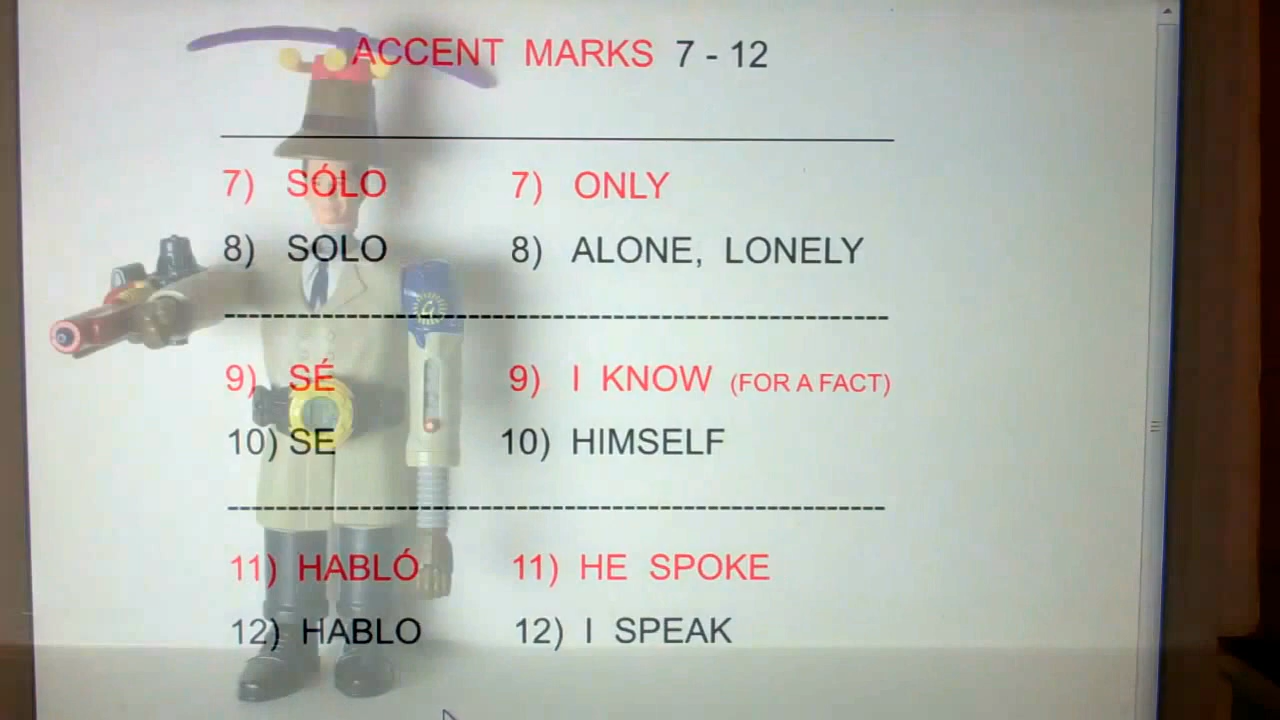 ACCENT MARKS 7 - 12
7) SÓLO 7) ONLY
8) SOLO 8) ALONE, LONELY
9) SÉ 9) I KNOW (FOR A FACT)
10) SE 10) HIMSELF
11) HABLÓ 11) HE SPOKE
12) HABLO 12) I SPEAK